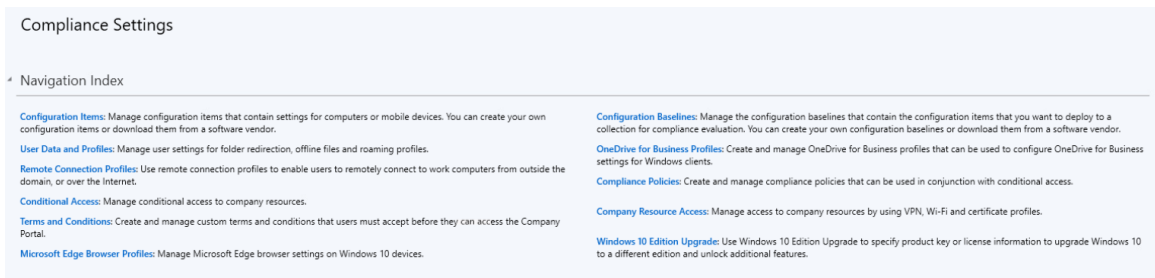 Compliance Settings
Navigation Index
Configuration Items: Manage configuration items that contain settings for computers or mobile devices. You can create your own
configuration items or download them from a software vendor.
User Data and Profiles: Manage user settings for folder redirection, offline files and roaming profiles.
Remote Connection Profiles: Use remote connection profiles to enable users to remotely connect to work computers from outside the
domain, or over the Internet.
Conditional Access: Manage conditional access to company resources.
Terms and Conditions: Create and manage custom terms and conditions that users must accept before they can access the Company
Portal.
Microsoft Edge Browser Profiles: Manage Microsoft Edge browser settings on Windows 10 devices.
Configuration Baselines: Manage the configuration baselines that contain the configuration items that you want to deploy to a
collection for compliance evaluation. You can create your own configuration baselines or download them from a software vendor.
OneDrive for Business Profiles: Create and manage OneDrive for Business profiles that can be used to configure OneDrive for Business
settings for Windows clients.
Compliance Policies: Create and manage compliance policies that can be used in conjunction with conditional access.
Company Resource Access: Manage access to company resources by using VPN, Wi-Fi and certificate profiles.
Windows 10 Edition Upgrade: Use Windows 10 Edition Upgrade to specify product key or license information to upgrade Windows 10
to a different edition and unlock additional features.